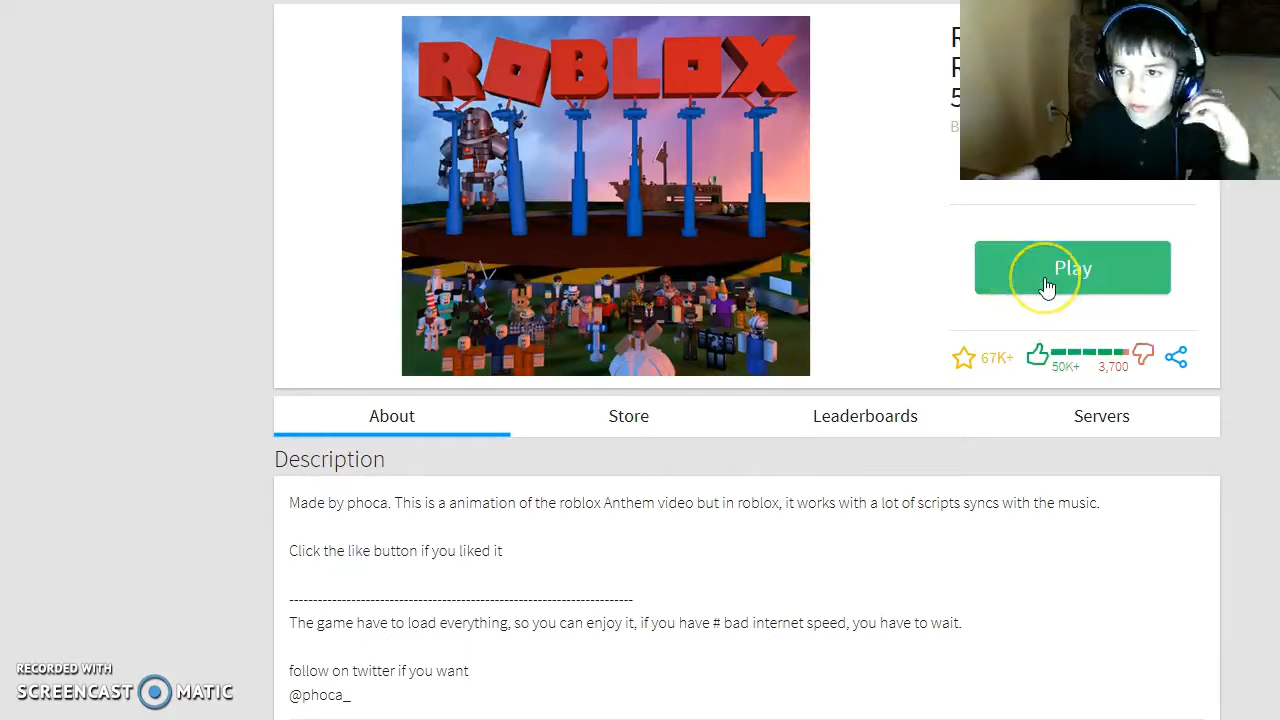 ROBLOX
R
R
5
B
Play
67K+
50K+
3,700
About
Store
Leaderboards
Servers
Description
Made by phoca. This is a animation of the roblox Anthem video but in roblox, it works with a lot of scripts syncs with the music.
Click the like button if you liked it
--------------------------------------------------------------------------
The game have to load everything, so you can enjoy it, if you have # bad internet speed, you have to wait.
follow on twitter if you want
@phoca_
RECORDED WITH
SCREENCAST MATIC